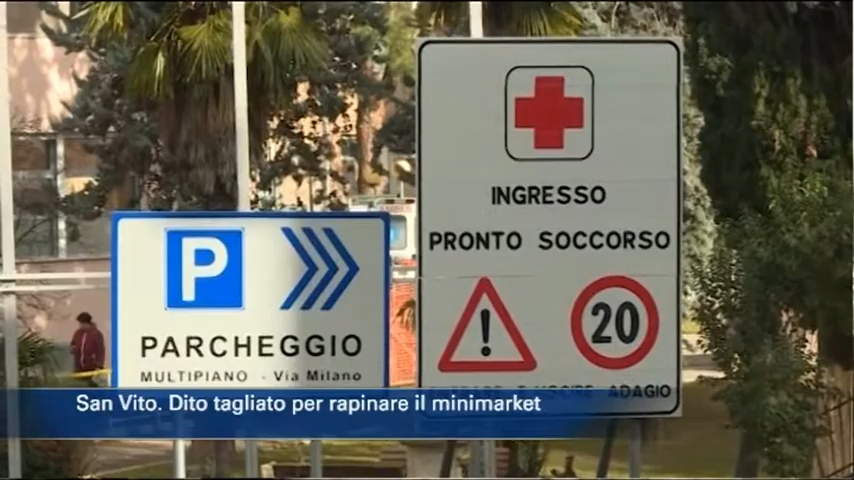 INGRESSO
PRONTO SOCCORSO
20
P
PARCHEGGIO
MULTIPIANO - Via Milano
ADAGIO
San Vito. Dito tagliato per rapinare il minimarket